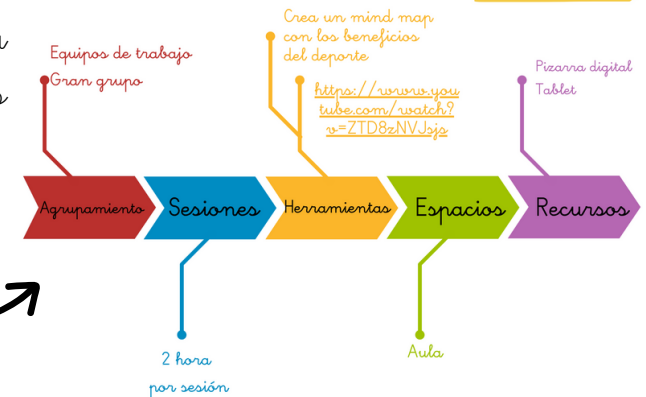 Crea un mind map
con los beneficios
del deporte
Equipos de trabajo
Gran grupo
https://www.you
tube.com/watch?
v=ZTD8zNVJsjs
Pizarra digital
Tablet
Agrupamiento
Sesiones
Herramientas
Espacios
Recursos
2 hora
por sesión
Aula